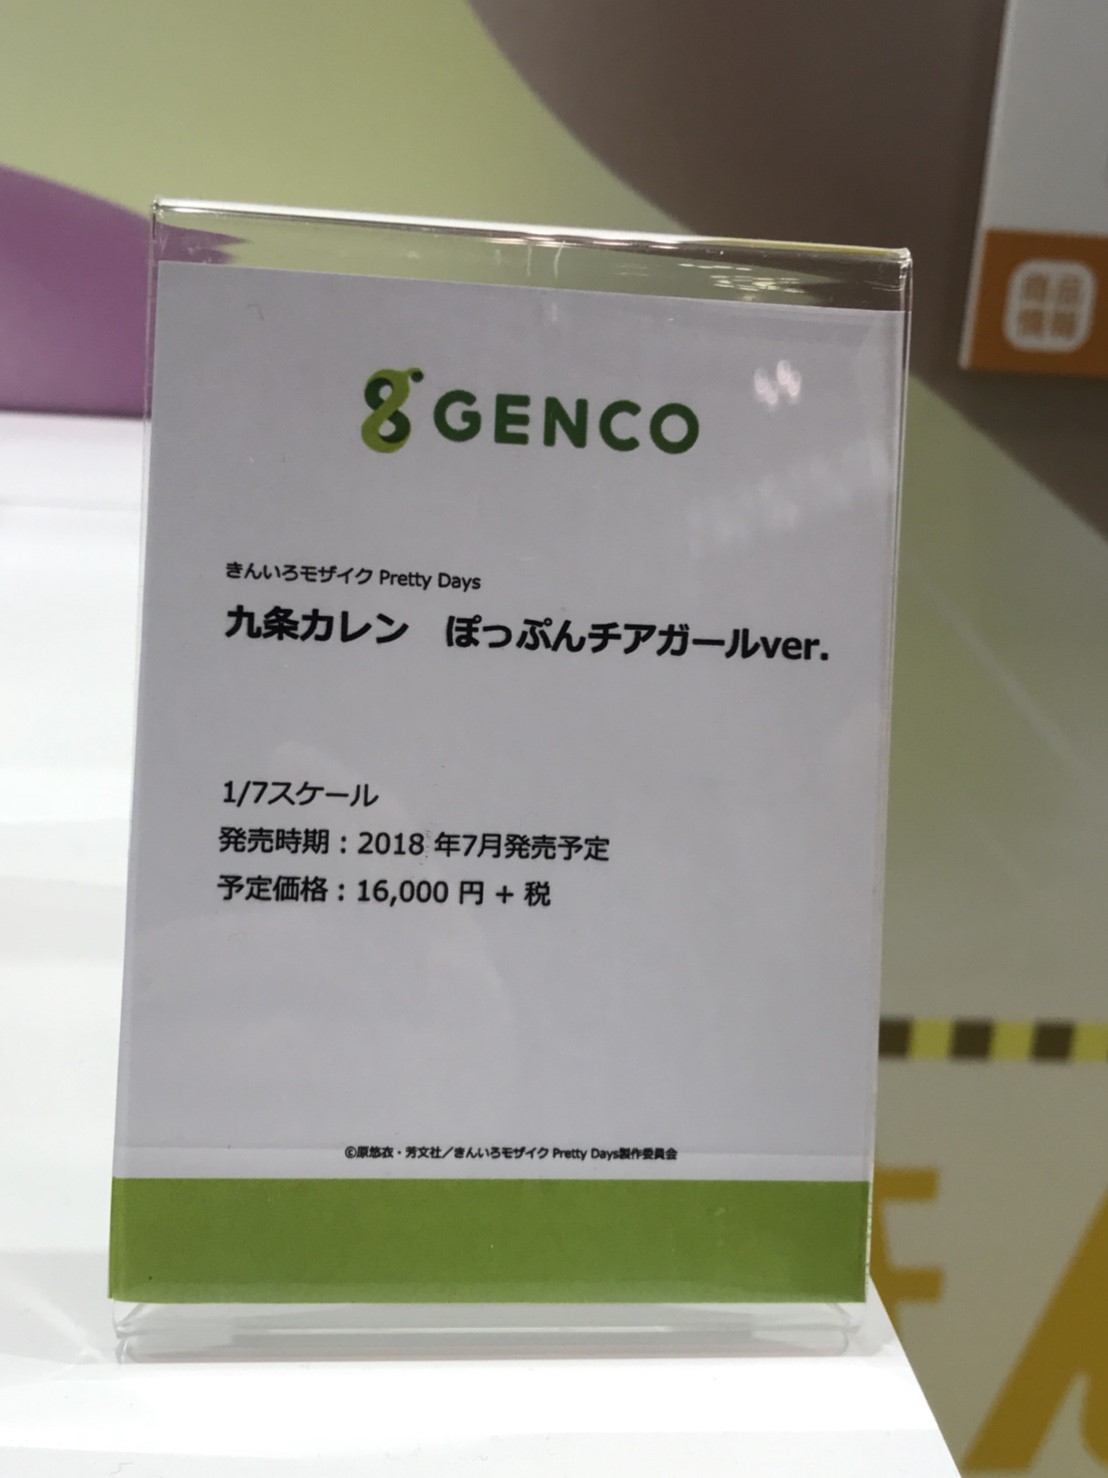 GENCO
きんいろモザイク Pretty Days
九条カレン ぽっぷんチアガールver.
1/7スケール
発売時期：2018 年7月発売予定
予定価格：16,000 円 + 税
©原悠衣・芳文社／きんいろモザイク Pretty Days製作委員会
商品
情報